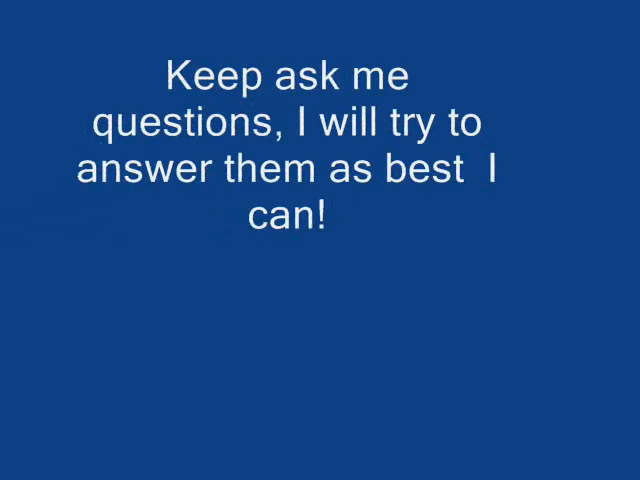 Keep ask me
questions, I will try to
answer them as best  I
can!